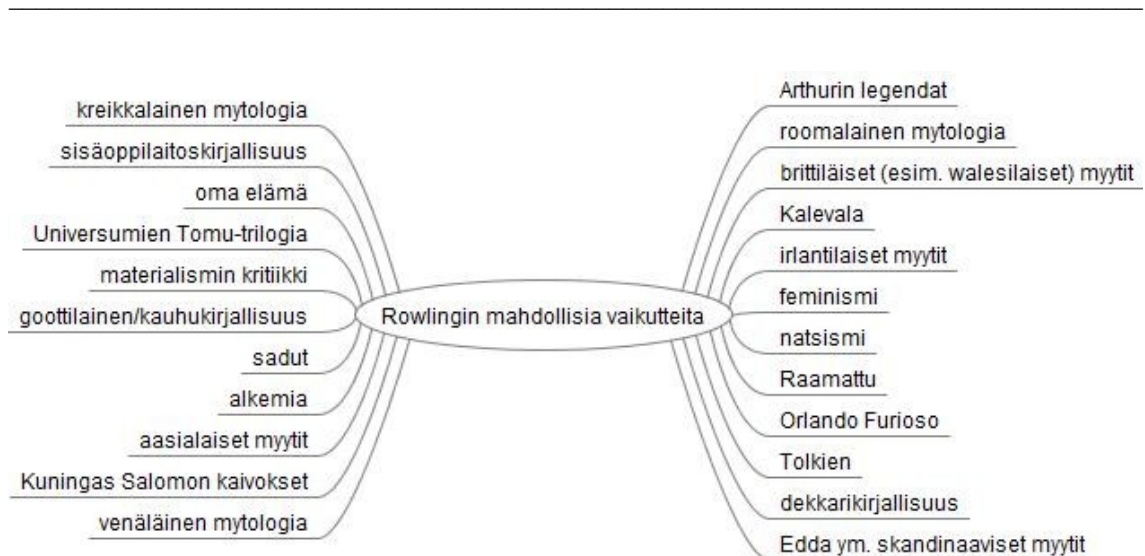 kreikkalainen mytologia
sisäoppilaitoskirjallisuus
oma elämä
Universumien Tomu-trilogia
materialismin kritiikki
goottilainen/kauhukirjallisuus
sadut
alkemia
aasialaiset myytit
Kuningas Salomon kaivokset
venäläinen mytologia
Rowlingin mahdollisia vaikutteita
Arthurin legendat
roomalainen mytologia
brittiläiset (esim. walesilaiset) myytit
Kalevala
irlantilaiset myytit
feminismi
natsismi
Raamattu
Orlando Furioso
Tolkien
dekkarikirjallisuus
Edda ym. skandinaaviset myytit